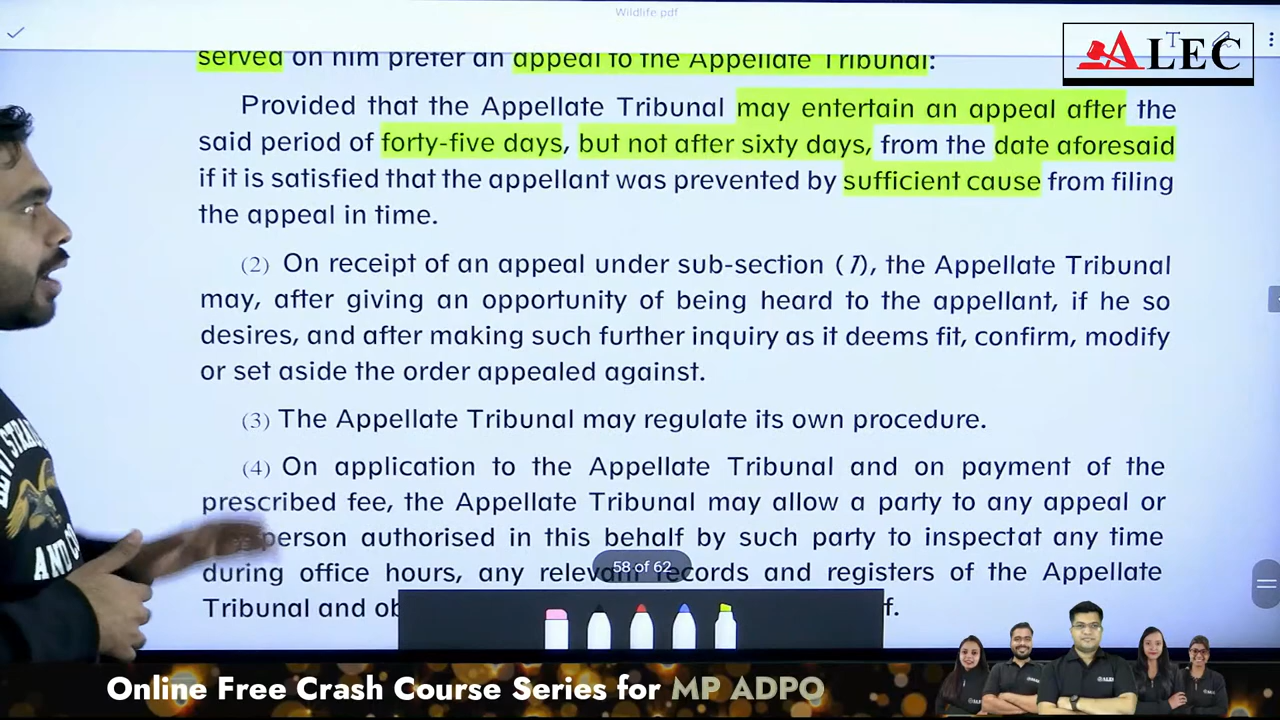 Wildlife.pdf
ALEC
served on him prefer an appeal to the Appellate Tribunal:
Provided that the Appellate Tribunal may entertain an appeal after the
said period of forty-five days, but not after sixty days, from the date aforesaid
if it is satisfied that the appellant was prevented by sufficient cause from filing
the appeal in time.
(2) On receipt of an appeal under sub-section (1), the Appellate Tribunal
may, after giving an opportunity of being heard to the appellant, if he so
desires, and after making such further inquiry as it deems fit, confirm, modify
or set aside the order appealed against.
(3) The Appellate Tribunal may regulate its own procedure.
(4) On application to the Appellate Tribunal and on payment of the
prescribed fee, the Appellate Tribunal may allow a party to any appeal or
person authorised in this behalf by such party to inspectat any time
during office hours, any relevant records and registers of the Appellate
58 of 62
Tribunal and
AND
Online Free Crash Course Series for MP ADPO